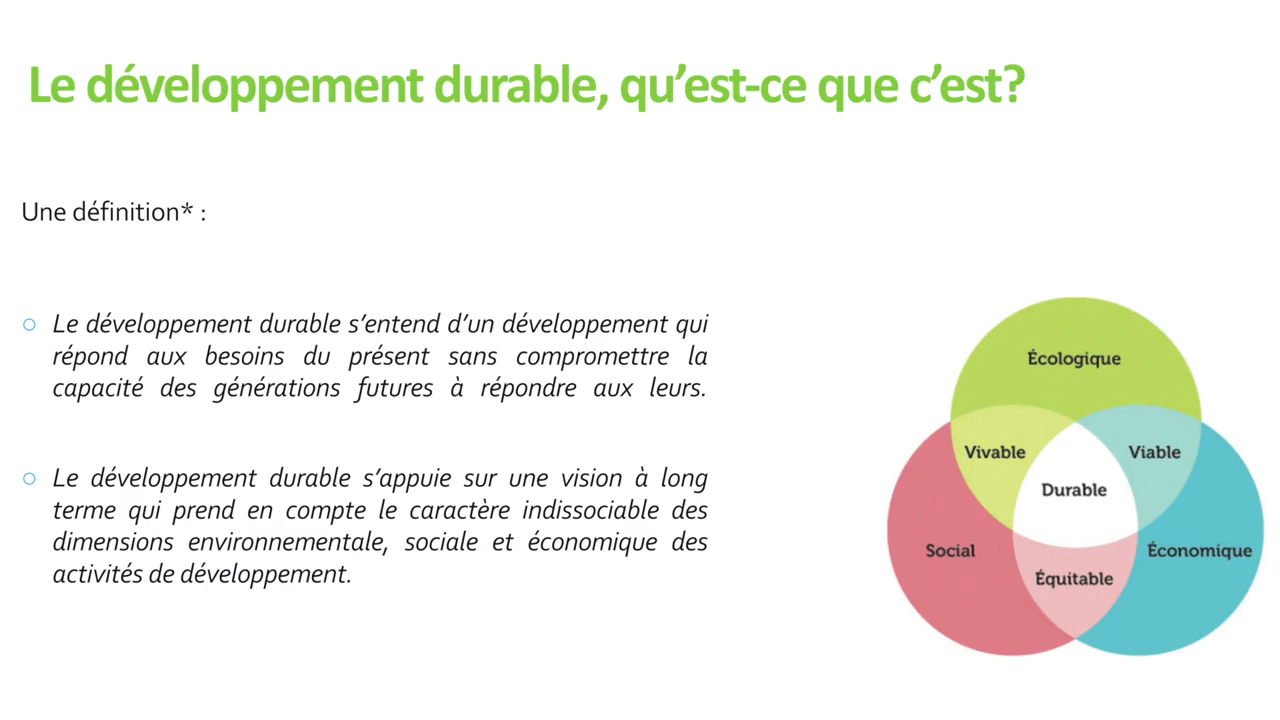 Le développement durable, qu’est-ce que c’est?
Une définition* :
○ Le développement durable s’entend d’un développement qui
répond aux besoins du présent sans compromettre la
capacité des générations futures à répondre aux leurs.
○ Le développement durable s’appuie sur une vision à long
terme qui prend en compte le caractère indissociable des
dimensions environnementale, sociale et économique des
activités de développement.
Écologique
Vivable
Viable
Durable
Social
Économique
Équitable